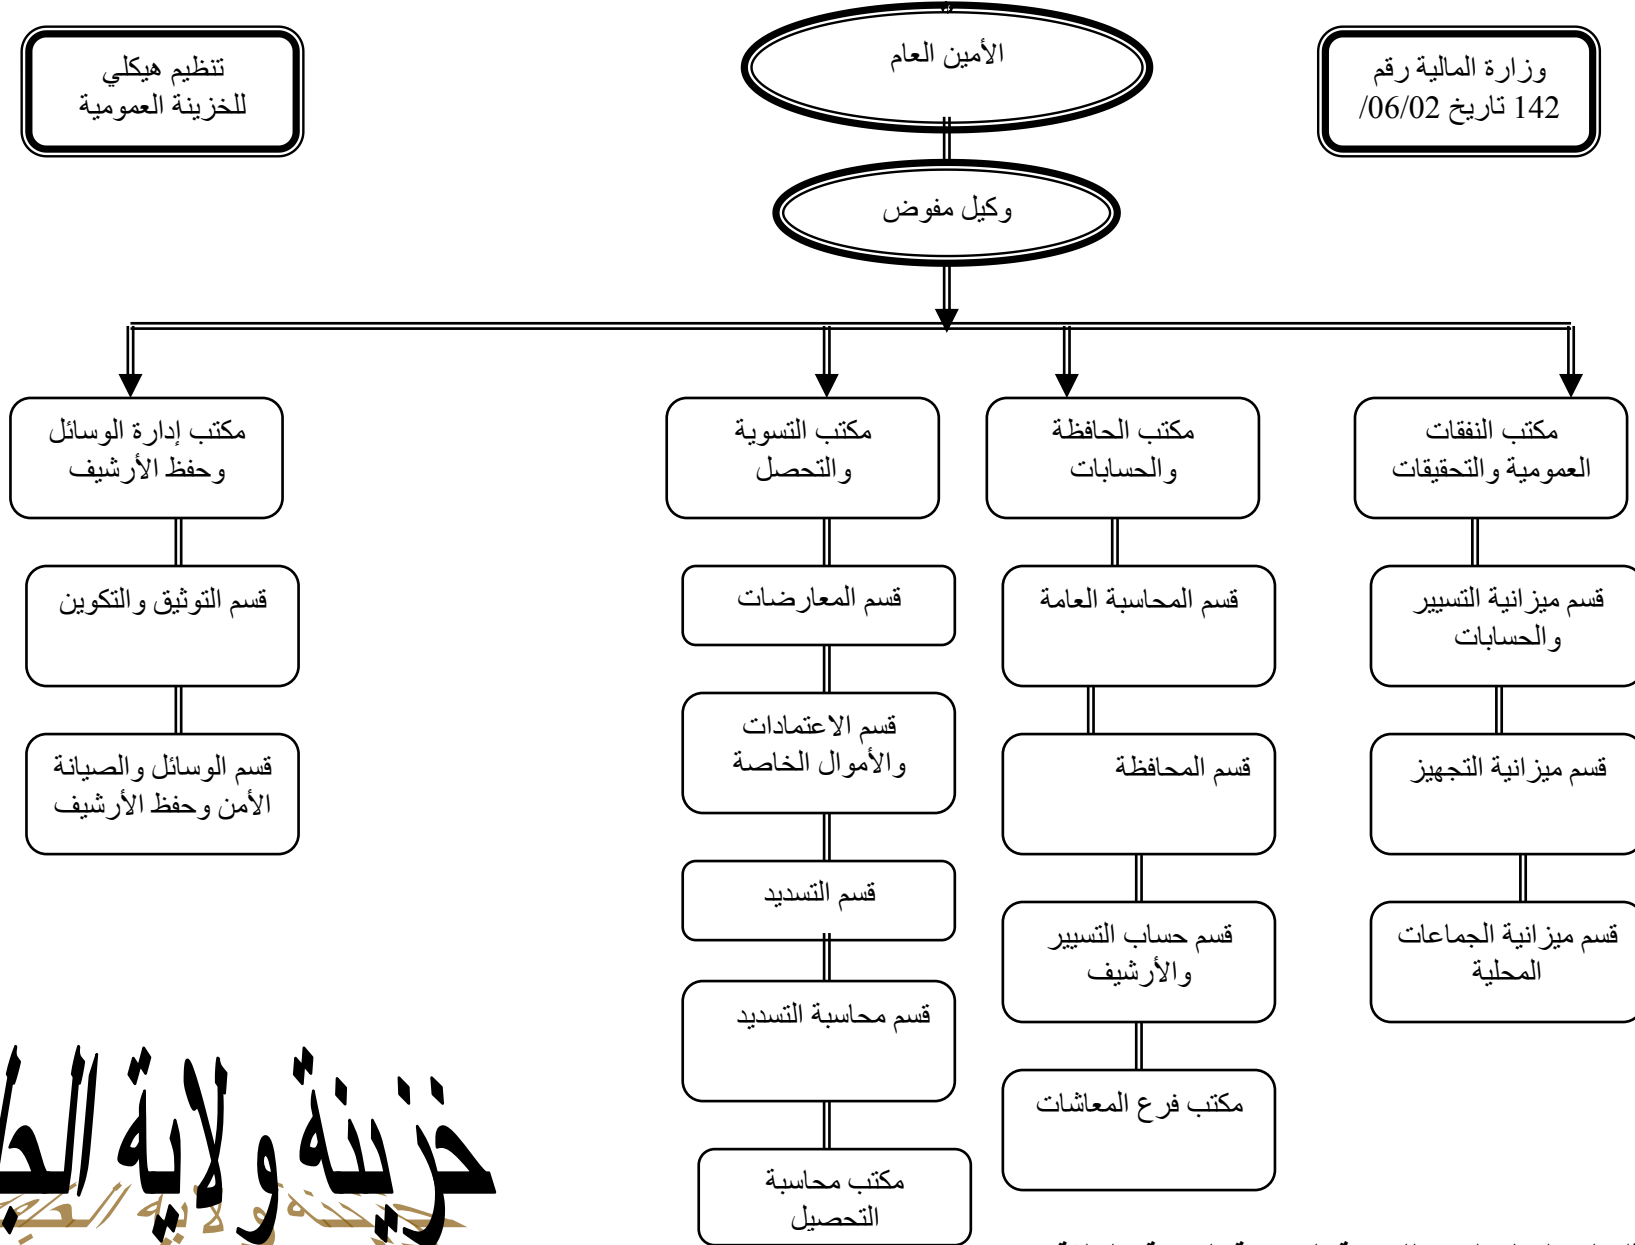 وزارة المالية رقم
142 تاريخ 06/02/
الأمين العام
تنظيم هيكلي
للخزينة العمومية
وكيل مفوض
مكتب النفقات
العمومية والتحقيقات
مكتب الحافظة
والحسابات
مكتب التسوية
والتحصل
مكتب إدارة الوسائل
وحفظ الأرشيف
قسم ميزانية التسيير
والحسابات
قسم المحاسبة العامة
قسم المعارضات
قسم التوثيق والتكوين
قسم ميزانية التجهيز
قسم المحافظة
قسم الاعتمادات
والأموال الخاصة
قسم الوسائل والصيانة
الأمن وحفظ الأرشيف
قسم ميزانية الجماعات
المحلية
قسم حساب التسيير
والأرشيف
قسم التسديد
قسم محاسبة التسديد
مكتب فرع المعاشات
مكتب محاسبة
التحصيل
خزينة ولاية